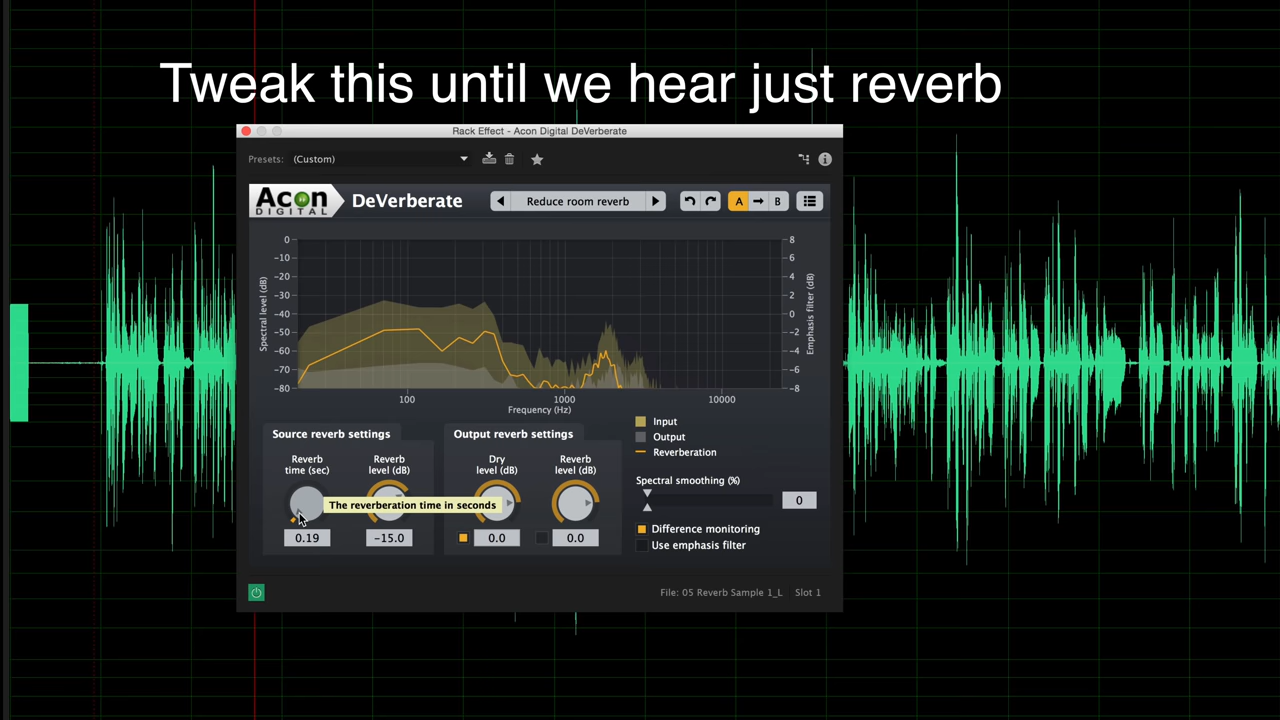 Tweak this until we hear just reverb
Rack Effect - Acon Digital DeVerberate
Presets: (Custom)
Acon DIGITAL DeVerberate
Reduce room reverb
A B
Spectral level (dB)
0
-10
-20
-30
-40
-50
-60
-70
-80
8
6
4
2
0
-2
-4
-6
-8
Emphasis filter (dB)
100 1000 10000
Frequency (Hz)
Input
Output
Reverberation
Source reverb settings
Reverb time (sec)
Reverb level (dB)
The reverberation time in seconds
0.19 -15.0
Output reverb settings
Dry level (dB)
Reverb level (dB)
0.0 0.0
Spectral smoothing (%)
0
Difference monitoring
Use emphasis filter
File: 05 Reverb Sample 1_L Slot 1